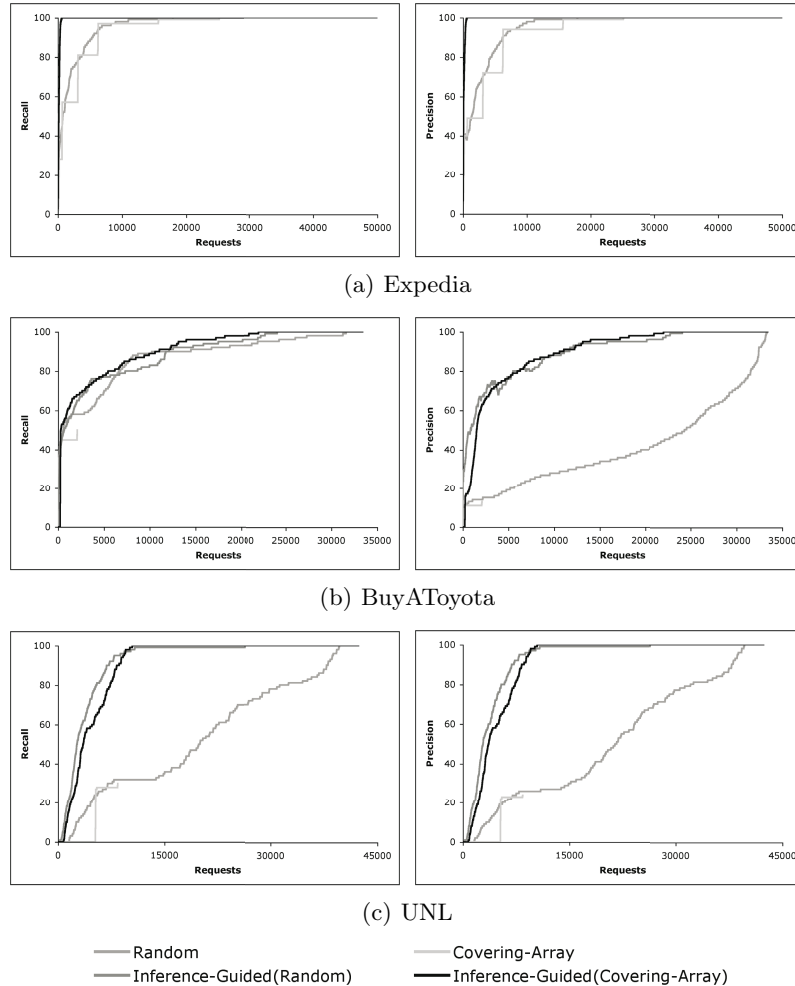 100
80
60
40
20
0
Recall
0 10000 20000 30000 40000 50000
Requests
100
80
60
40
20
0
Precision
0 10000 20000 30000 40000 50000
Requests
(a) Expedia
100
80
60
40
20
0
Recall
0 5000 10000 15000 20000 25000 30000 35000
Requests
100
80
60
40
20
0
Precision
0 5000 10000 15000 20000 25000 30000 35000
Requests
(b) BuyAToyota
100
80
60
40
20
0
Recall
0 15000 30000 45000
Requests
100
80
60
40
20
0
Precision
0 15000 30000 45000
Requests
(c) UNL
Random Covering-Array
Inference-Guided(Random) Inference-Guided(Covering-Array)